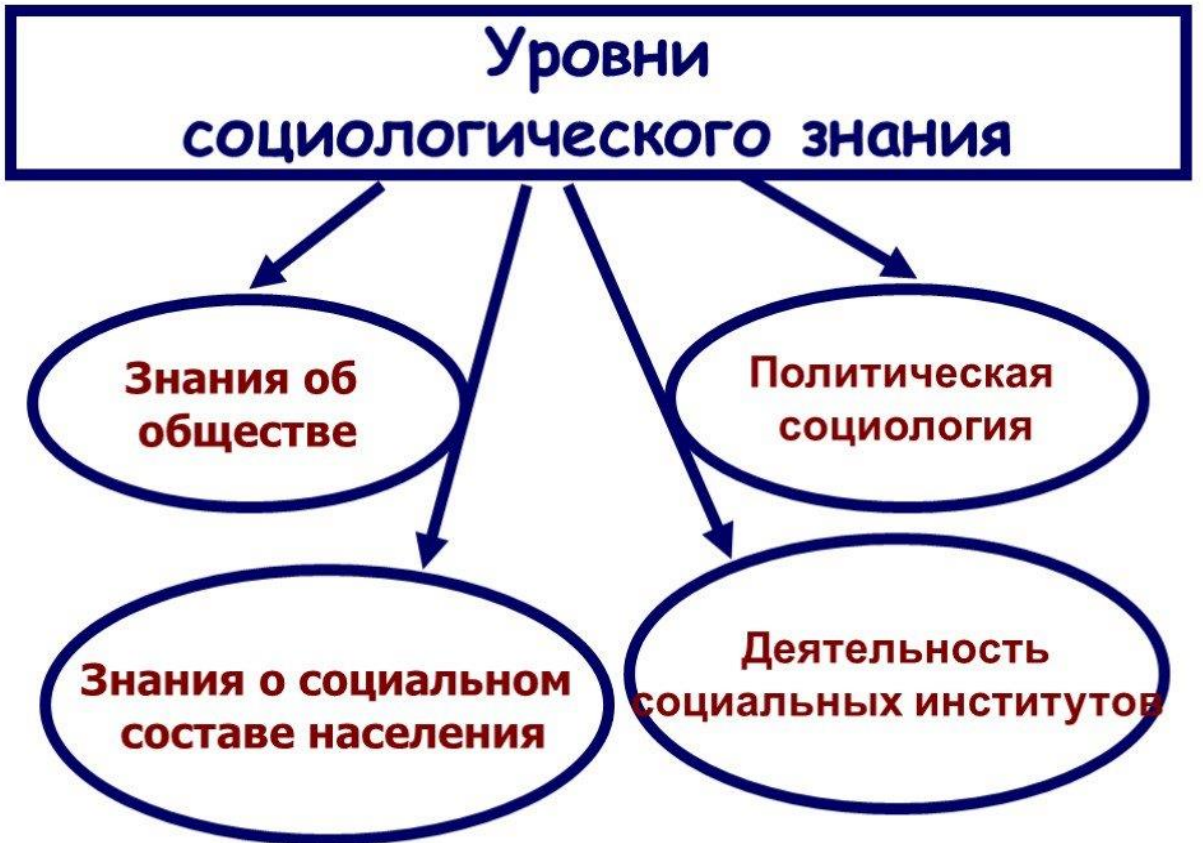 Уровни
социологического знания
Знания об
обществе
Политическая
социология
Знания о социальном
составе населения
Деятельность
социальных институтов